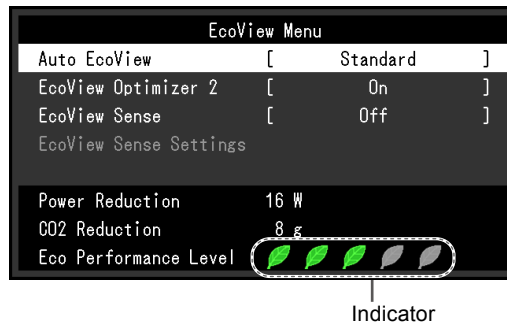 EcoView Menu
Auto EcoView [ Standard ]
EcoView Optimizer 2 [ On ]
EcoView Sense [ Off ]
EcoView Sense Settings
Power Reduction 16 W
CO2 Reduction 8 g
Eco Performance Level
Indicator